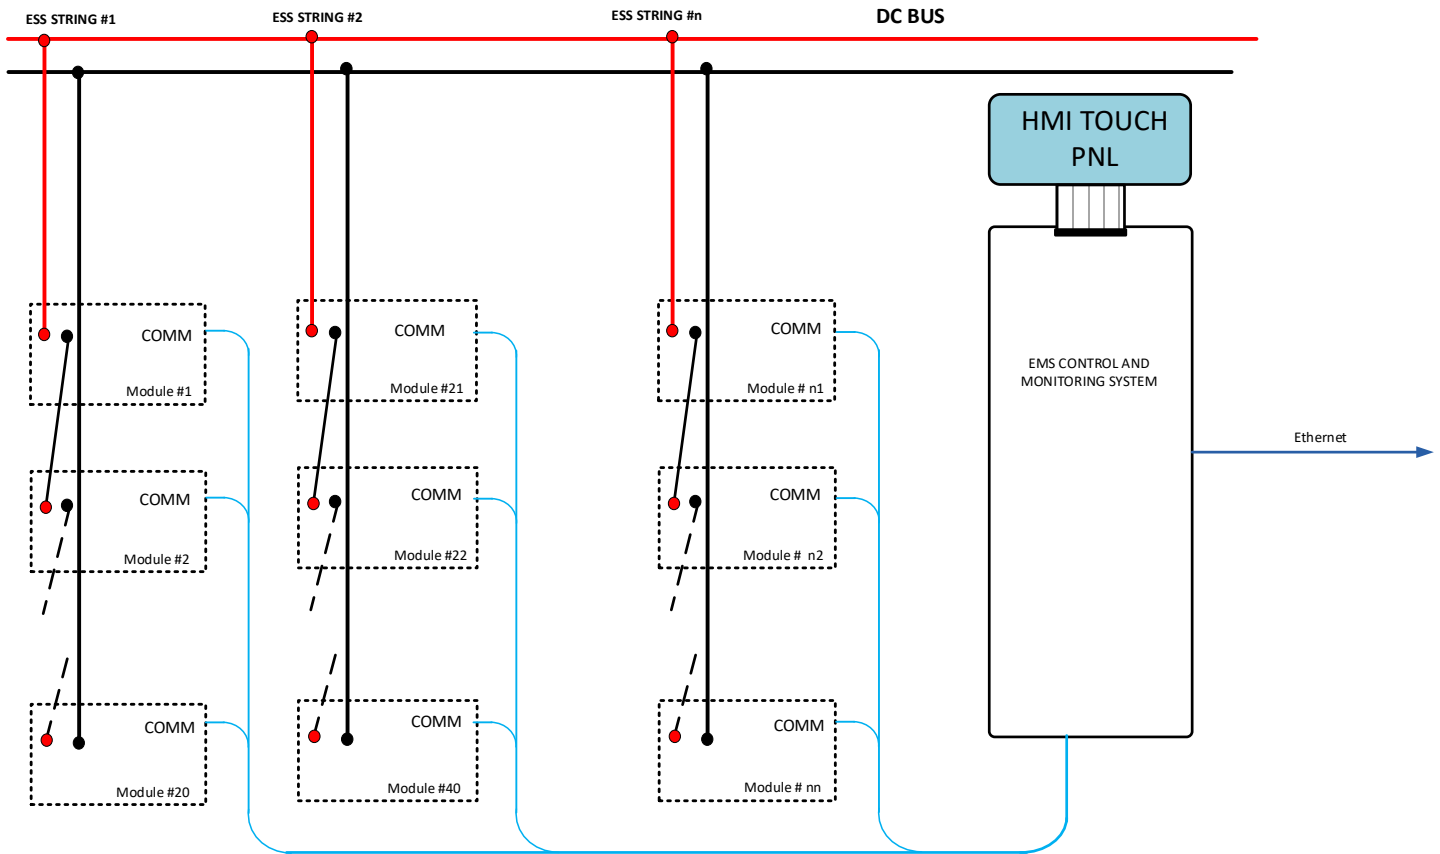 ESS STRING #1
ESS STRING #2
ESS STRING #n
DC BUS
HMI TOUCH
PNL
COMM
Module #1
COMM
Module #21
COMM
Module # n1
EMS CONTROL AND
MONITORING SYSTEM
Ethernet
COMM
Module #2
COMM
Module #22
COMM
Module # n2
COMM
Module #20
COMM
Module #40
COMM
Module # nn